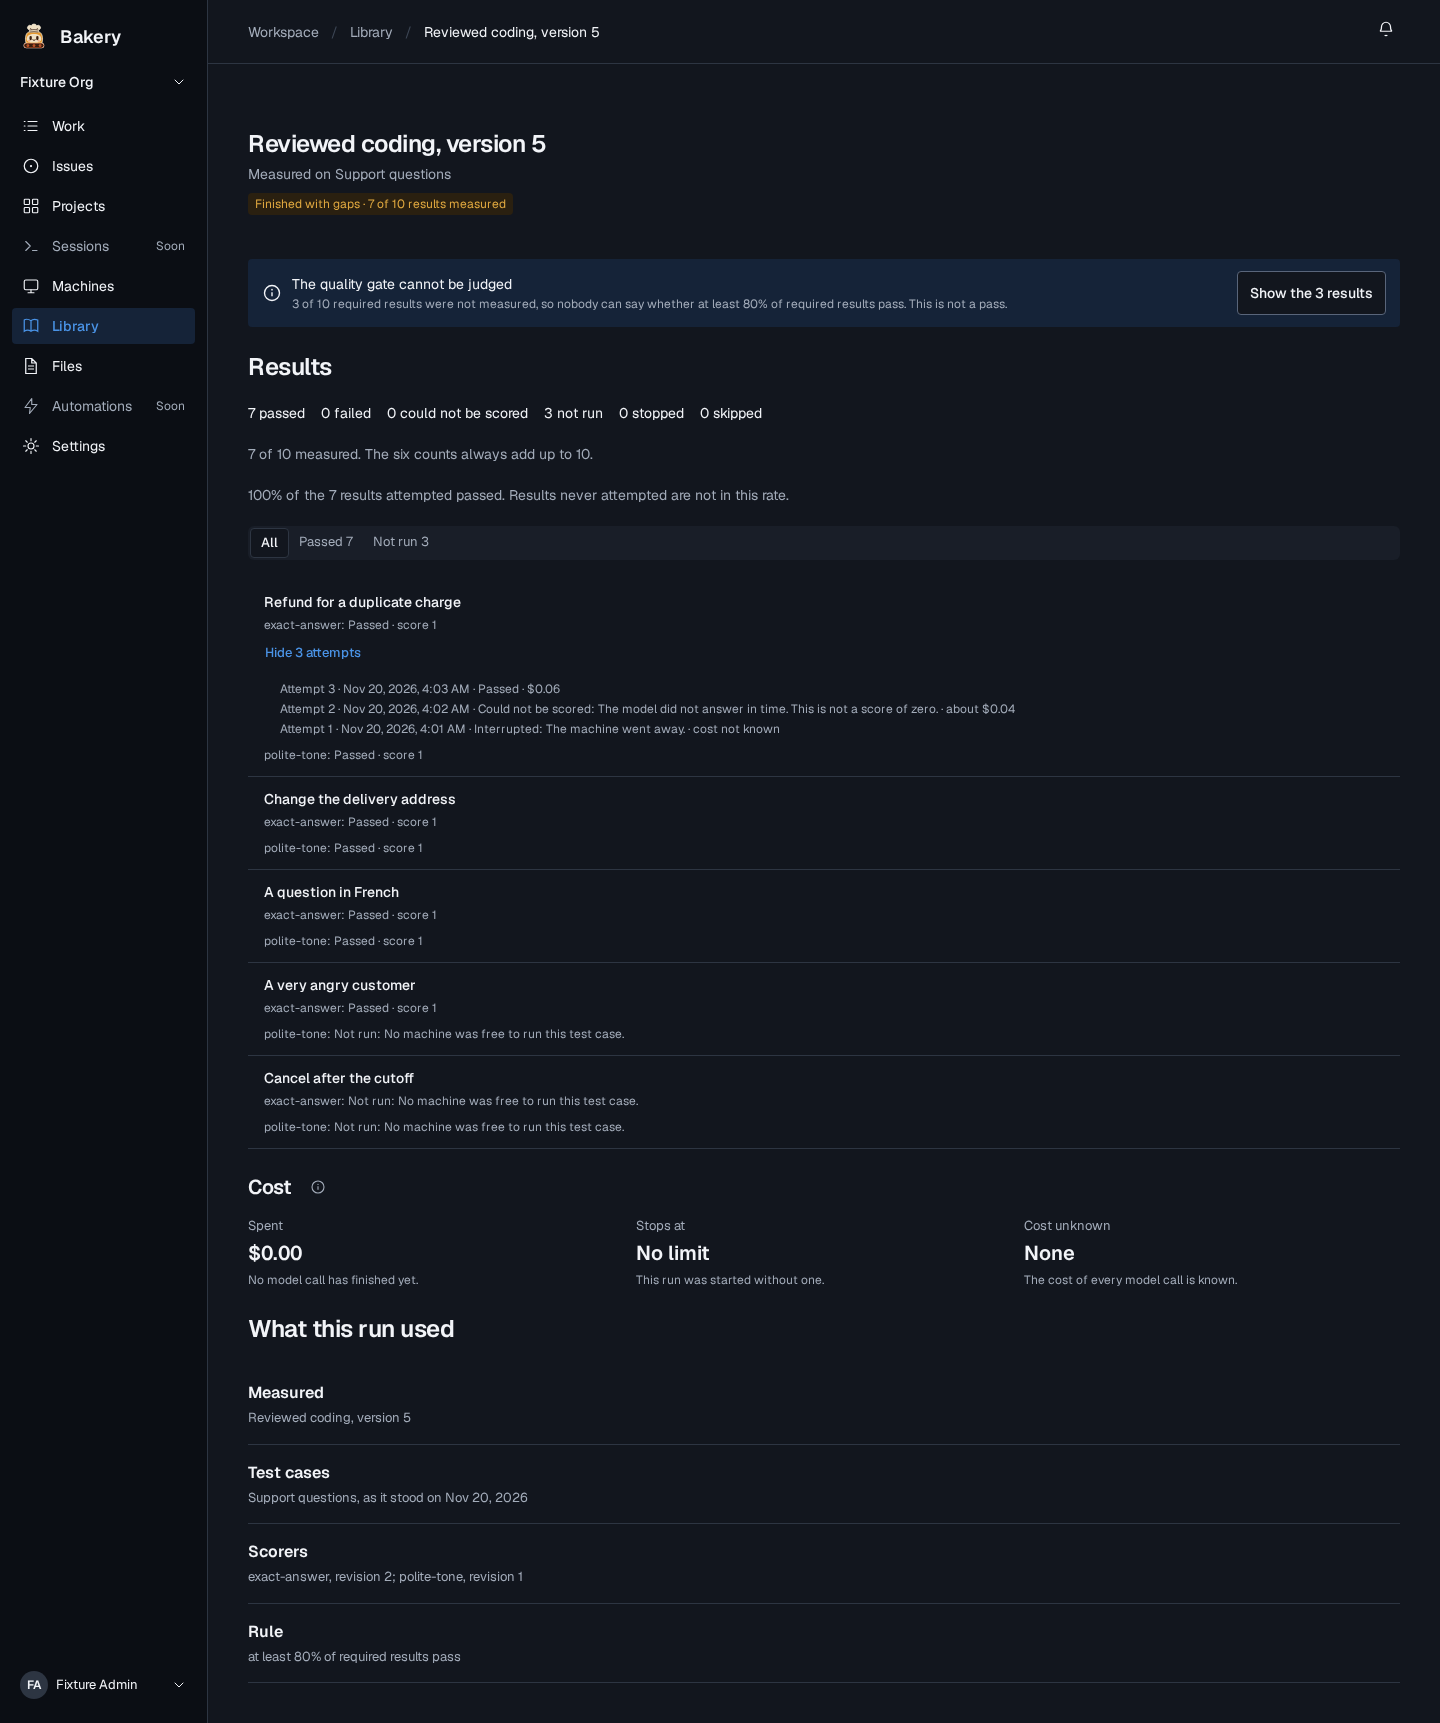 Bakery
Fixture Org
Work
Issues
Projects
Sessions Soon
Machines
Library
Files
Automations Soon
Settings
FA Fixture Admin
Workspace / Library / Reviewed coding, version 5
Reviewed coding, version 5
Measured on Support questions
Finished with gaps · 7 of 10 results measured
The quality gate cannot be judged
3 of 10 required results were not measured, so nobody can say whether at least 80% of required results pass. This is not a pass.
Show the 3 results
Results
7 passed 0 failed 0 could not be scored 3 not run 0 stopped 0 skipped
7 of 10 measured. The six counts always add up to 10.
100% of the 7 results attempted passed. Results never attempted are not in this rate.
All Passed 7 Not run 3
Refund for a duplicate charge
exact-answer: Passed · score 1
Hide 3 attempts
Attempt 3 · Nov 20, 2026, 4:03 AM · Passed · $0.06
Attempt 2 · Nov 20, 2026, 4:02 AM · Could not be scored: The model did not answer in time. This is not a score of zero. · about $0.04
Attempt 1 · Nov 20, 2026, 4:01 AM · Interrupted: The machine went away. · cost not known
polite-tone: Passed · score 1
Change the delivery address
exact-answer: Passed · score 1
polite-tone: Passed · score 1
A question in French
exact-answer: Passed · score 1
polite-tone: Passed · score 1
A very angry customer
exact-answer: Passed · score 1
polite-tone: Not run: No machine was free to run this test case.
Cancel after the cutoff
exact-answer: Not run: No machine was free to run this test case.
polite-tone: Not run: No machine was free to run this test case.
Cost
Spent
$0.00
No model call has finished yet.
Stops at
No limit
This run was started without one.
Cost unknown
None
The cost of every model call is known.
What this run used
Measured
Reviewed coding, version 5
Test cases
Support questions, as it stood on Nov 20, 2026
Scorers
exact-answer, revision 2; polite-tone, revision 1
Rule
at least 80% of required results pass